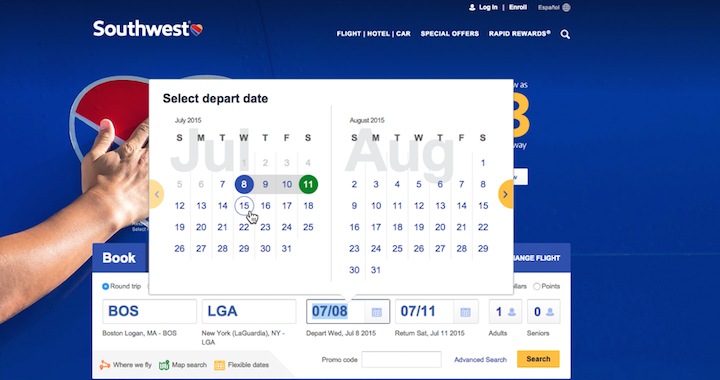 Log In | Enroll Español
Southwest®
FLIGHT | HOTEL | CAR SPECIAL OFFERS RAPID REWARDS®
Select depart date
July 2015
S M T W T F S
Jul
1 2 3 4
5 6 7 8 9 10 11
12 13 14 15 16 17 18
19 20 21 22 23 24 25
26 27 28 29 30 31
August 2015
S M T W T F S
Aug
1
2 3 4 5 6 7 8
9 10 11 12 13 14 15
16 17 18 19 20 21 22
23 24 25 26 27 28 29
30 31
as
way
Book
CHANGE FLIGHT
Round trip
Points
BOS LGA 07/08 07/11 1 0
Boston Logan, MA - BOS
New York (LaGuardia), NY -
LGA
Depart Wed, Jul 8 2015
Return Sat, Jul 11 2015
Adults
Seniors
Where we fly Map search Flexible dates
Promo code
Advanced Search
Search